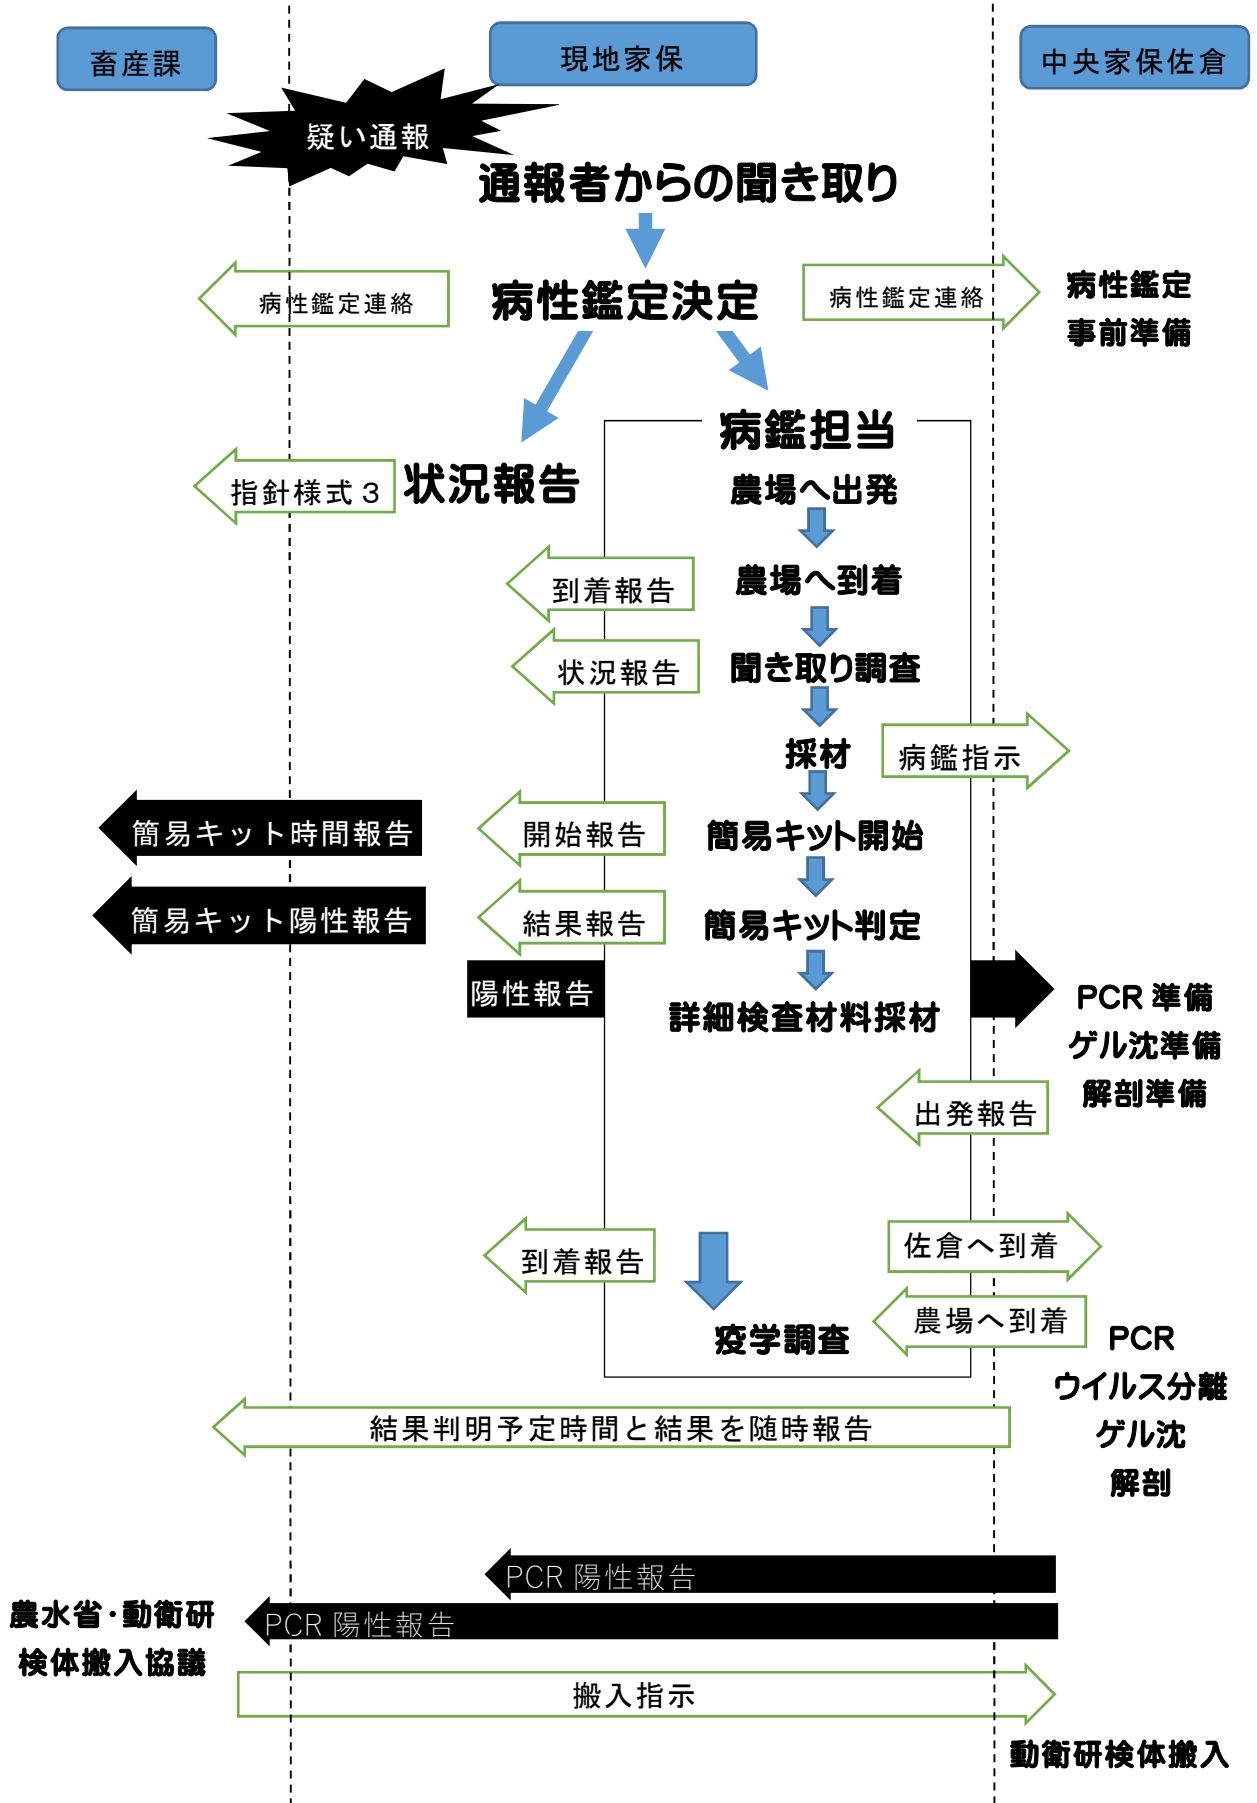 畜産課
現地家保
中央家保佐倉
疑い通報
通報者からの聞き取り
病性鑑定連絡
病性鑑定決定
病性鑑定連絡
病性鑑定
事前準備
病鑑担当
指針様式３
状況報告
農場へ出発
到着報告
農場へ到着
状況報告
聞き取り調査
採材
病鑑指示
簡易キット時間報告
開始報告
簡易キット開始
簡易キット陽性報告
結果報告
簡易キット判定
陽性報告
詳細検査材料採材
PCR 準備
ゲル沈準備
解剖準備
出発報告
到着報告
佐倉へ到着
農場へ到着
疫学調査
PCR
ウイルス分離
ゲル沈
解剖
結果判明予定時間と結果を随時報告
PCR 陽性報告
PCR 陽性報告
農水省・動衛研
検体搬入協議
搬入指示
動衛研検体搬入